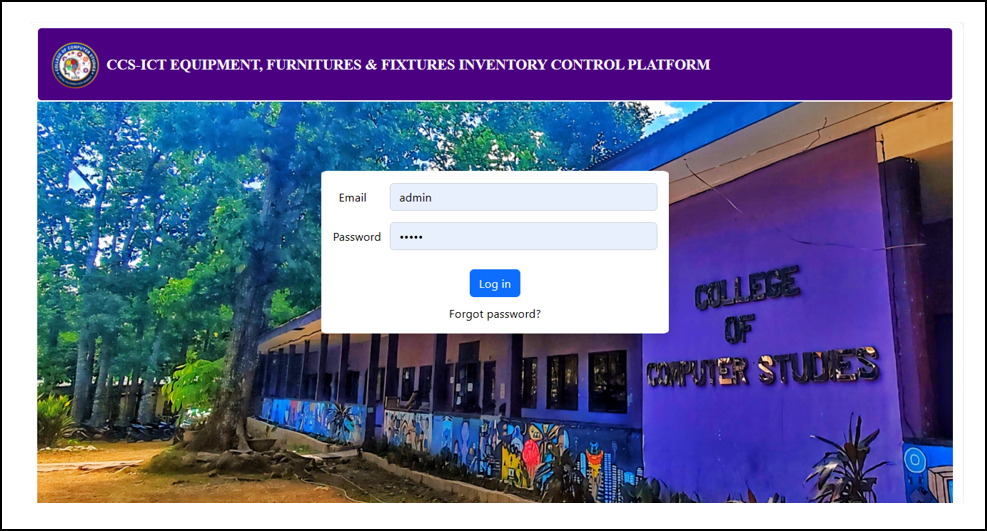 CCS-ICT EQUIPMENT, FURNITURES & FIXTURES INVENTORY CONTROL PLATFORM
Email admin
Password •••••
Log in
Forgot password?
COLLEGE
OF
COMPUTER STUDIES